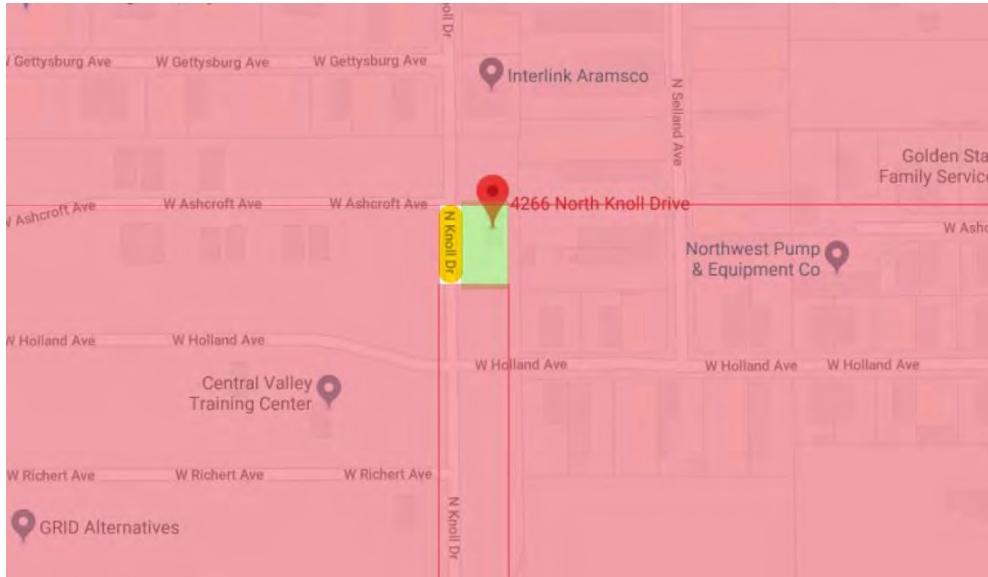 oll Dr
W Gettysburg Ave
W Gettysburg Ave
W Gettysburg Ave
Interlink Aramsco
N Selland Ave
Golden Sta
Family Service
W Ashcroft Ave
W Ashcroft Ave
W Ashcroft Ave
4266 North Knoll Drive
N Knoll Dr
W Ashc
Northwest Pump
& Equipment Co
W Holland Ave
W Holland Ave
W Holland Ave
W Holland Ave
W Holland Ave
Central Valley
Training Center
W Richert Ave
W Richert Ave
W Richert Ave
N Knoll Dr
GRID Alternatives